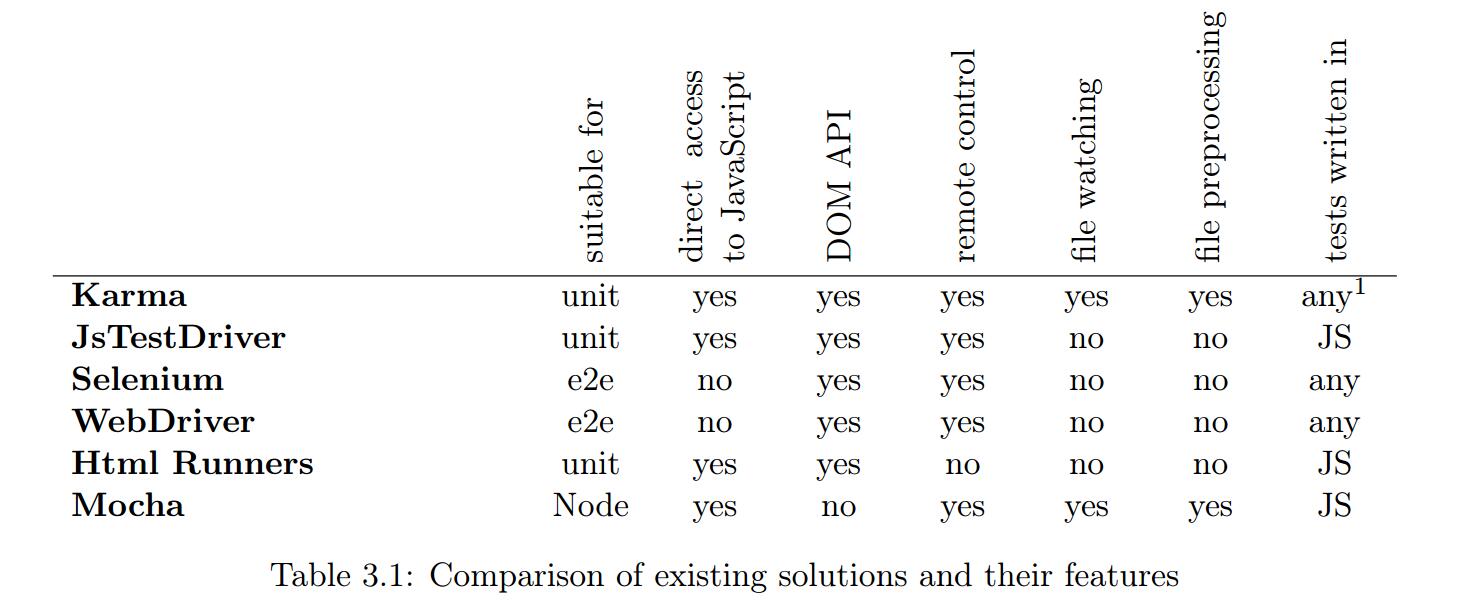 suitable for
direct access
to JavaScript
DOM API
remote control
file watching
file preprocessing
tests written in
Karma unit yes yes yes yes yes any¹
JsTestDriver unit yes yes yes no no JS
Selenium e2e no yes yes no no any
WebDriver e2e no yes yes no no any
Html Runners unit yes yes no no no JS
Mocha Node yes no yes yes yes JS
Table 3.1: Comparison of existing solutions and their features